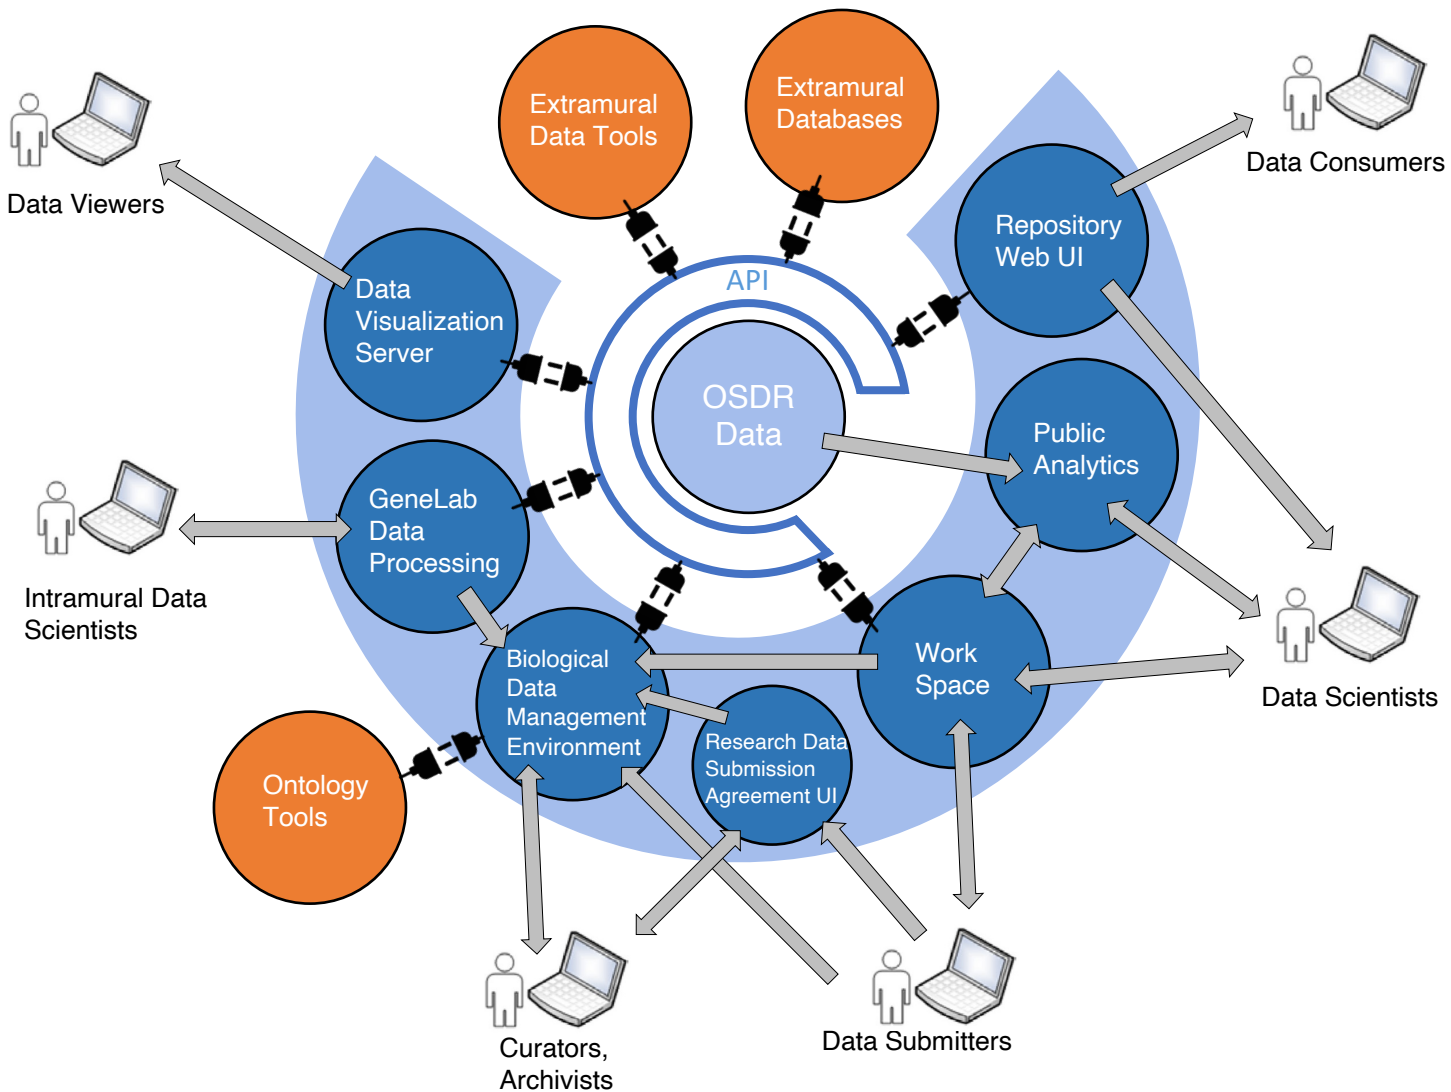 Extramural
Data Tools
Extramural
Databases
Data Consumers
Data Viewers
Repository
Web UI
API
Data
Visualization
Server
OSDR
Data
Public
Analytics
GeneLab
Data
Processing
Intramural Data
Scientists
Biological
Data
Management
Environment
Work
Space
Data Scientists
Research Data
Submission
Agreement UI
Ontology
Tools
Data Submitters
Curators,
Archivists